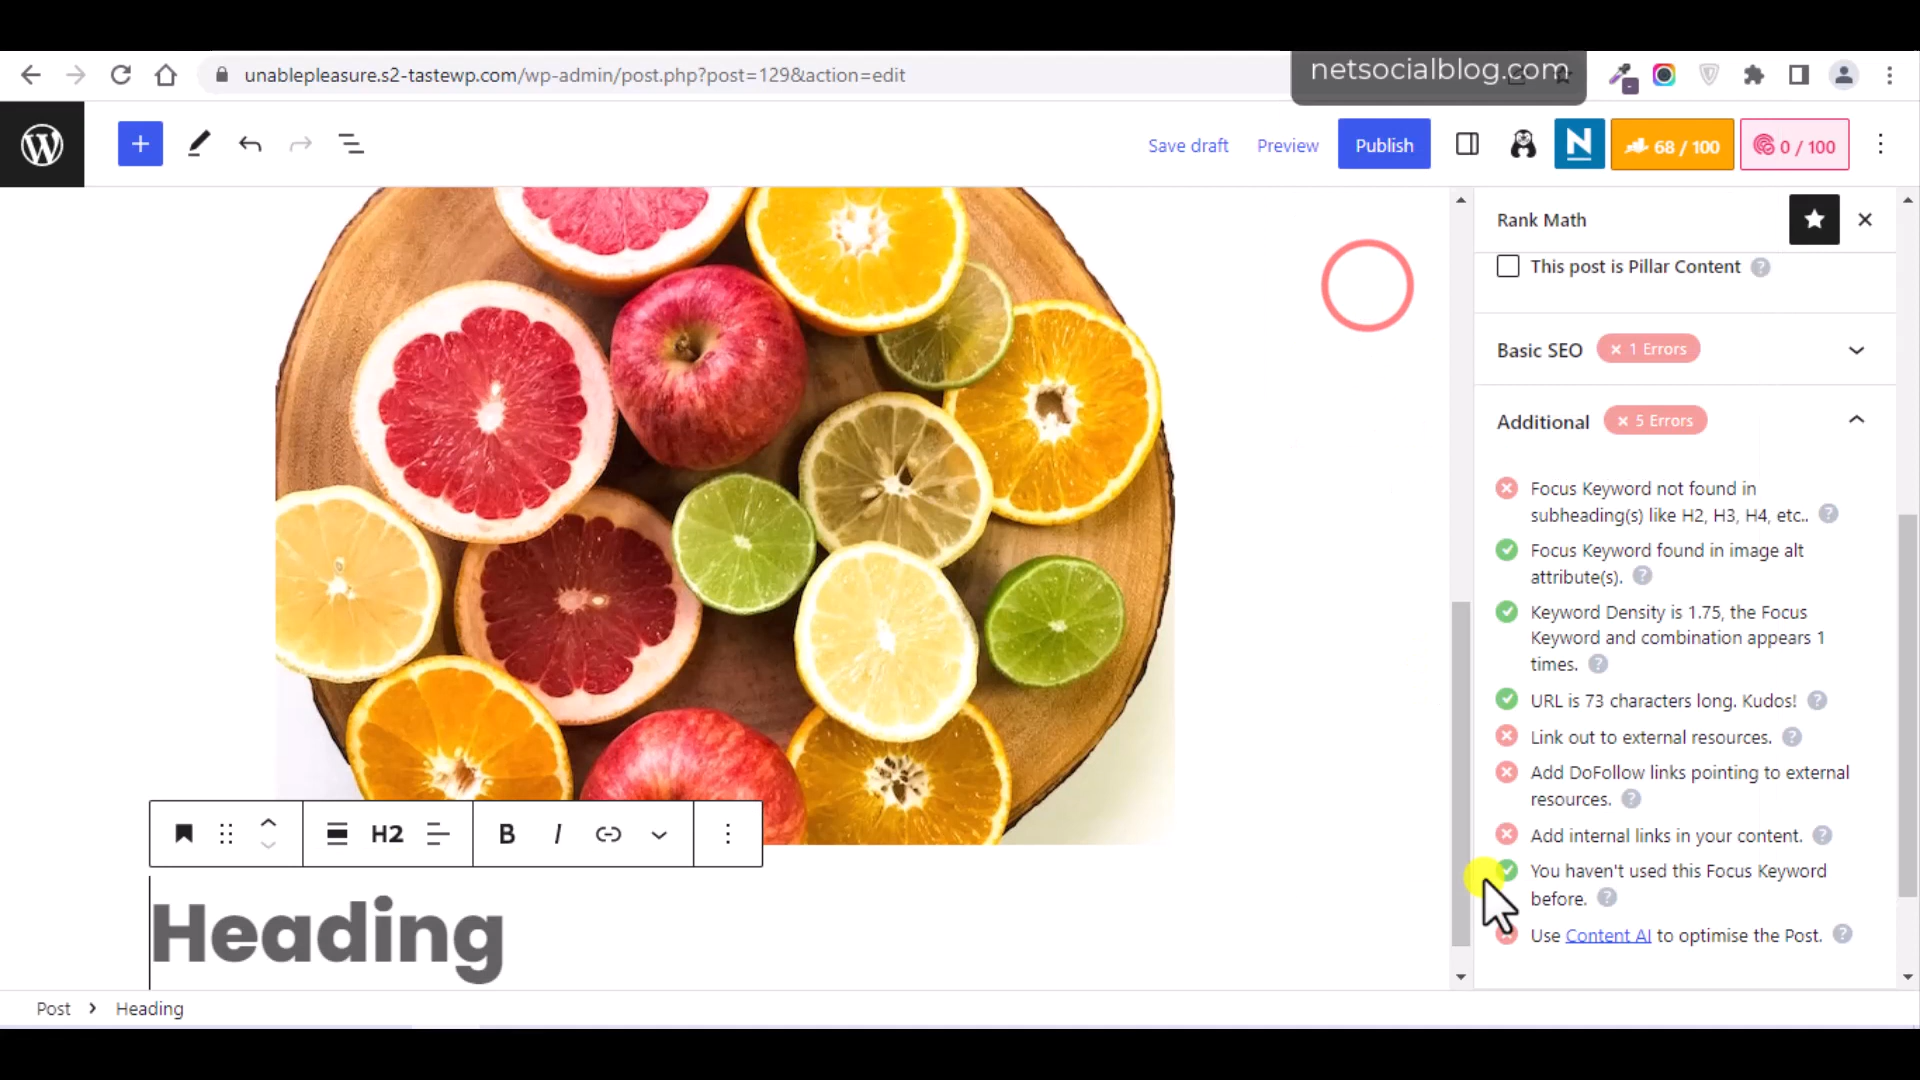 netsocialblog.com
unablepleasure.s2-tastewp.com/wp-admin/post.php?post=129&action=edit
Save draft
Preview
Publish
N
68 / 100
0 / 100
Rank Math
This post is Pillar Content ?
Basic SEO × 1 Errors
Additional × 5 Errors
Focus Keyword not found in
subheading(s) like H2, H3, H4, etc.. ?
Focus Keyword found in image alt
attribute(s). ?
Keyword Density is 1.75, the Focus
Keyword and combination appears 1
times. ?
URL is 73 characters long. Kudos! ?
Link out to external resources. ?
Add DoFollow links pointing to external
resources. ?
Add internal links in your content. ?
You haven't used this Focus Keyword
before. ?
Use Content AI to optimise the Post. ?
H2 B I
Heading
Post > Heading